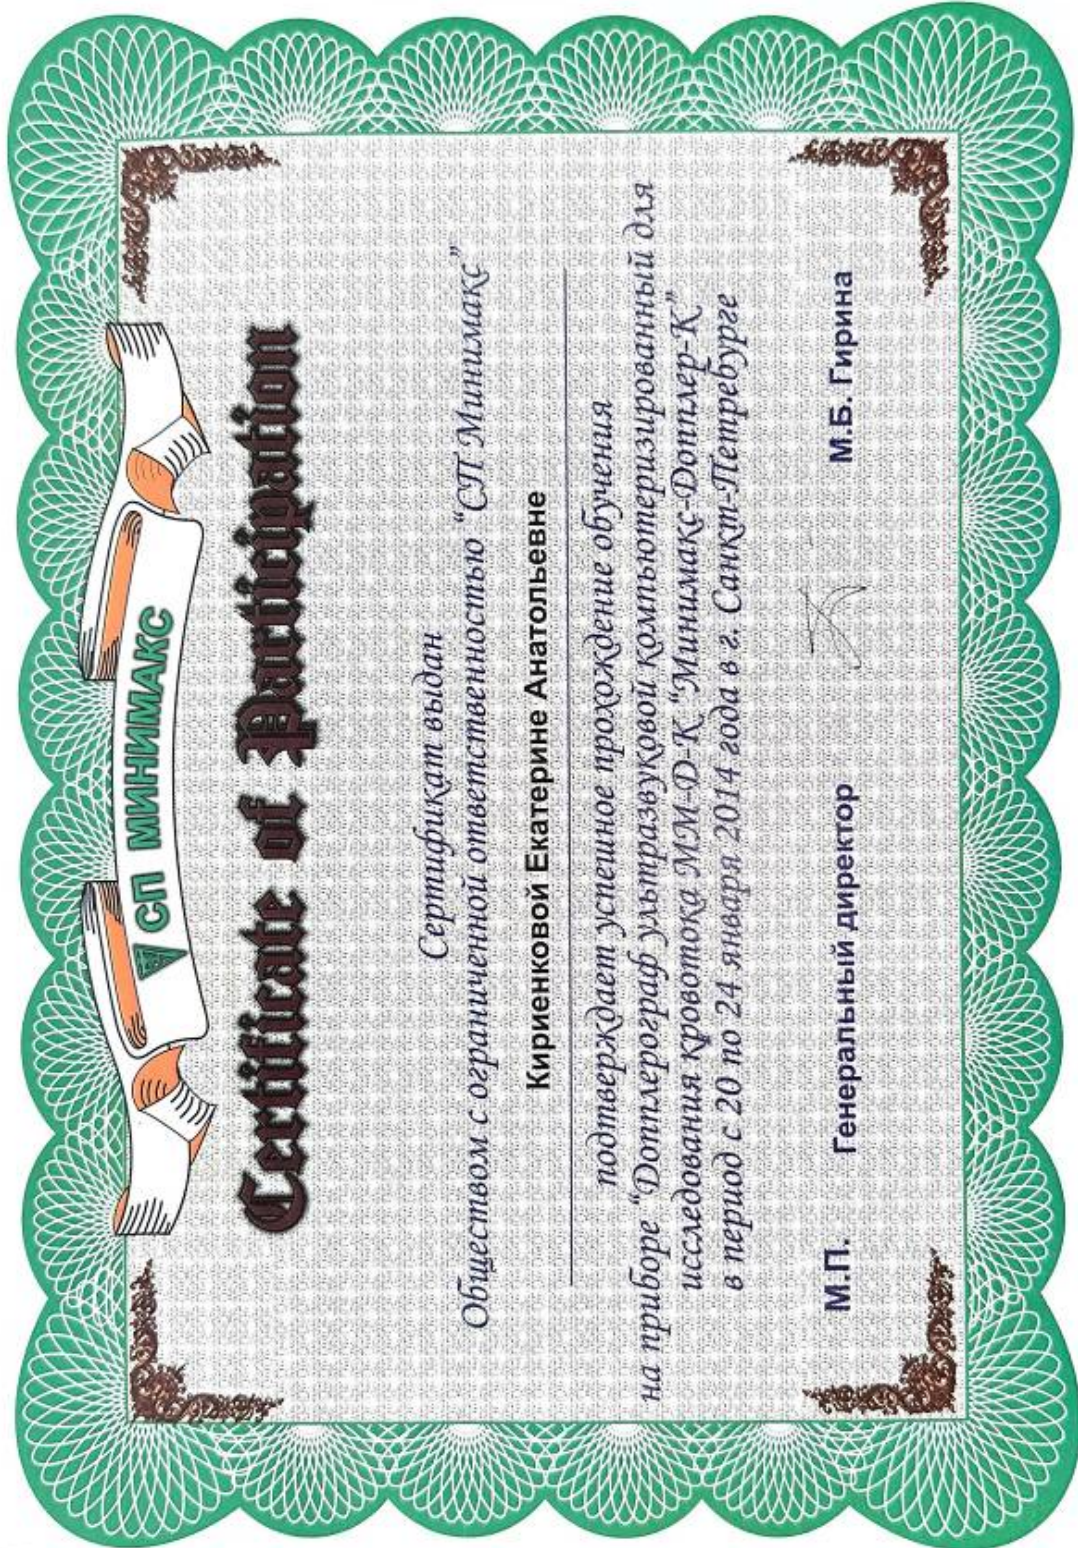 СП МИНИМАКС
Certificate of Participation
Сертификат выдан
Обществом с ограниченной ответственностью "СП Минимакс"
Кириенковой Екатерине Анатольевне
подтверждает успешное прохождение обучения
на приборе "Допплерограф ультразвуковой компьютеризированный для
исследования кровотока ММ-Д-К "Минимакс-Допплер-К"
в период с 20 по 24 января 2014 года в г. Санкт-Петребурге
М.П. Генеральный директор М.Б. Гирина